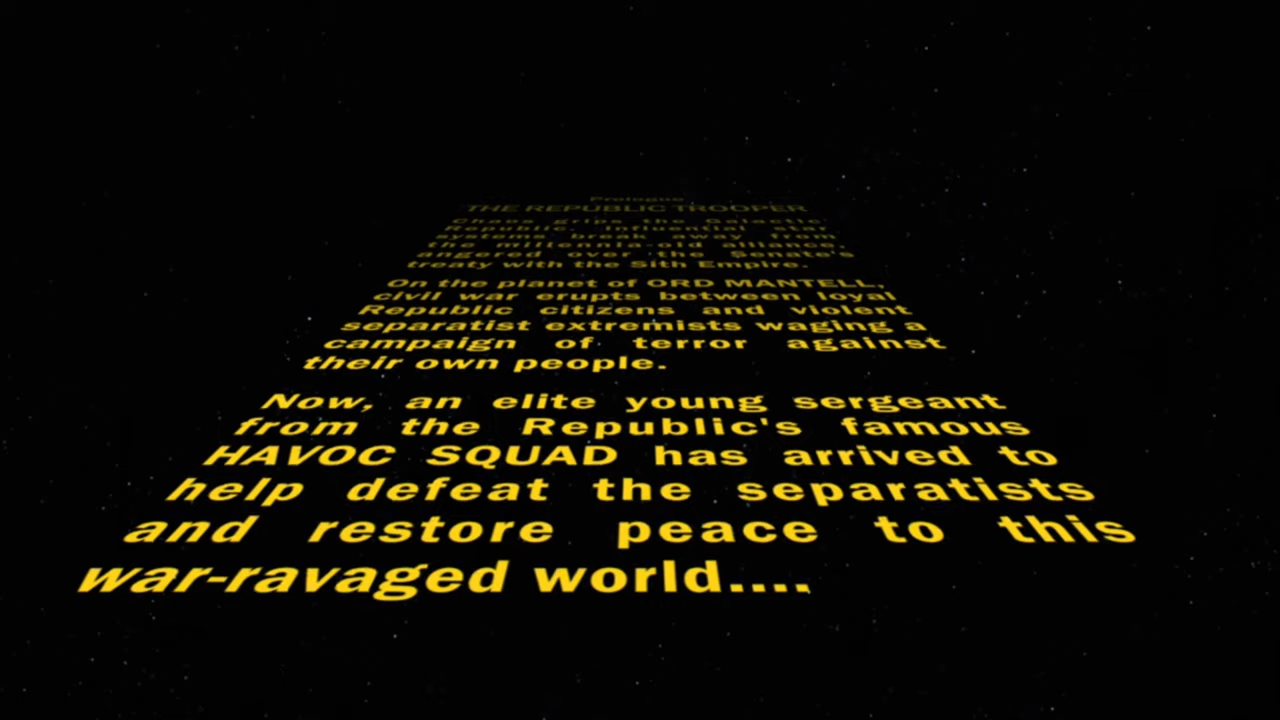 Prologue
THE REPUBLIC TROOPER
Chaos grips the Galactic
Republic. Influential star
systems break away from
the millennia-old alliance,
angered over the Senate's
treaty with the Sith Empire.
On the planet of ORD MANTELL,
civil war erupts between loyal
Republic citizens and violent
separatist extremists waging a
campaign of terror against
their own people.
Now, an elite young sergeant
from the Republic's famous
HAVOC SQUAD has arrived to
help defeat the separatists
and restore peace to this
war-ravaged world....